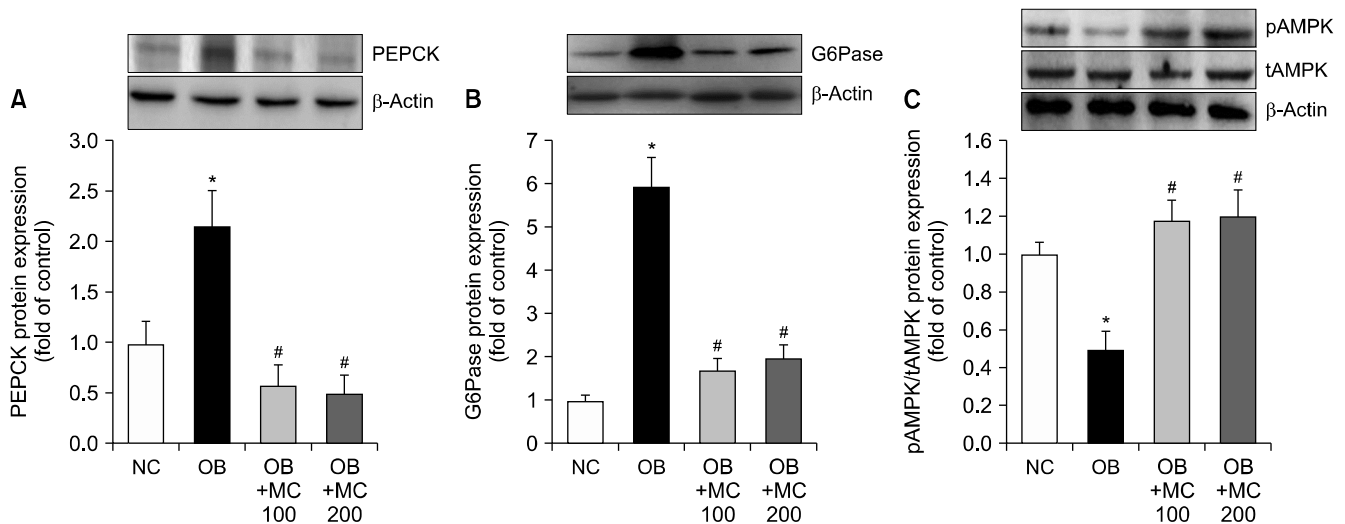 A
PEPCK
β-Actin
PEPCK protein expression
(fold of control)
3.0
2.5
2.0
1.5
1.0
0.5
0.0
*
#
#
NC
OB
OB
+MC
100
OB
+MC
200
B
G6Pase
β-Actin
G6Pase protein expression
(fold of control)
7
6
5
4
3
2
1
0
*
#
#
NC
OB
OB
+MC
100
OB
+MC
200
C
pAMPK
tAMPK
β-Actin
pAMPK/tAMPK protein expression
(fold of control)
1.6
1.4
1.2
1.0
0.8
0.6
0.4
0.2
0.0
*
#
#
NC
OB
OB
+MC
100
OB
+MC
200